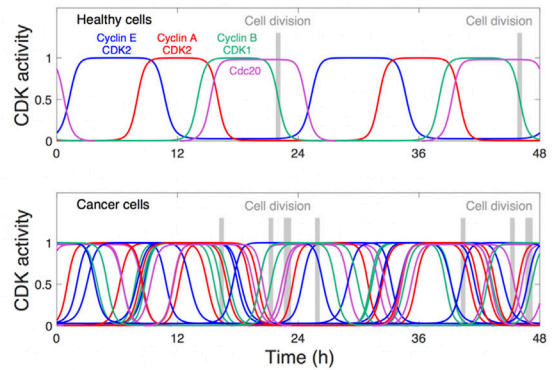 Healthy cells
Cell division
Cell division
Cyclin E
CDK2
Cyclin A
CDK2
Cyclin B
CDK1
Cdc20
CDK activity
1
0.5
0
0
12
24
36
48
Cancer cells
Cell division
Cell division
CDK activity
1
0.5
0
0
12
24
36
48
Time (h)